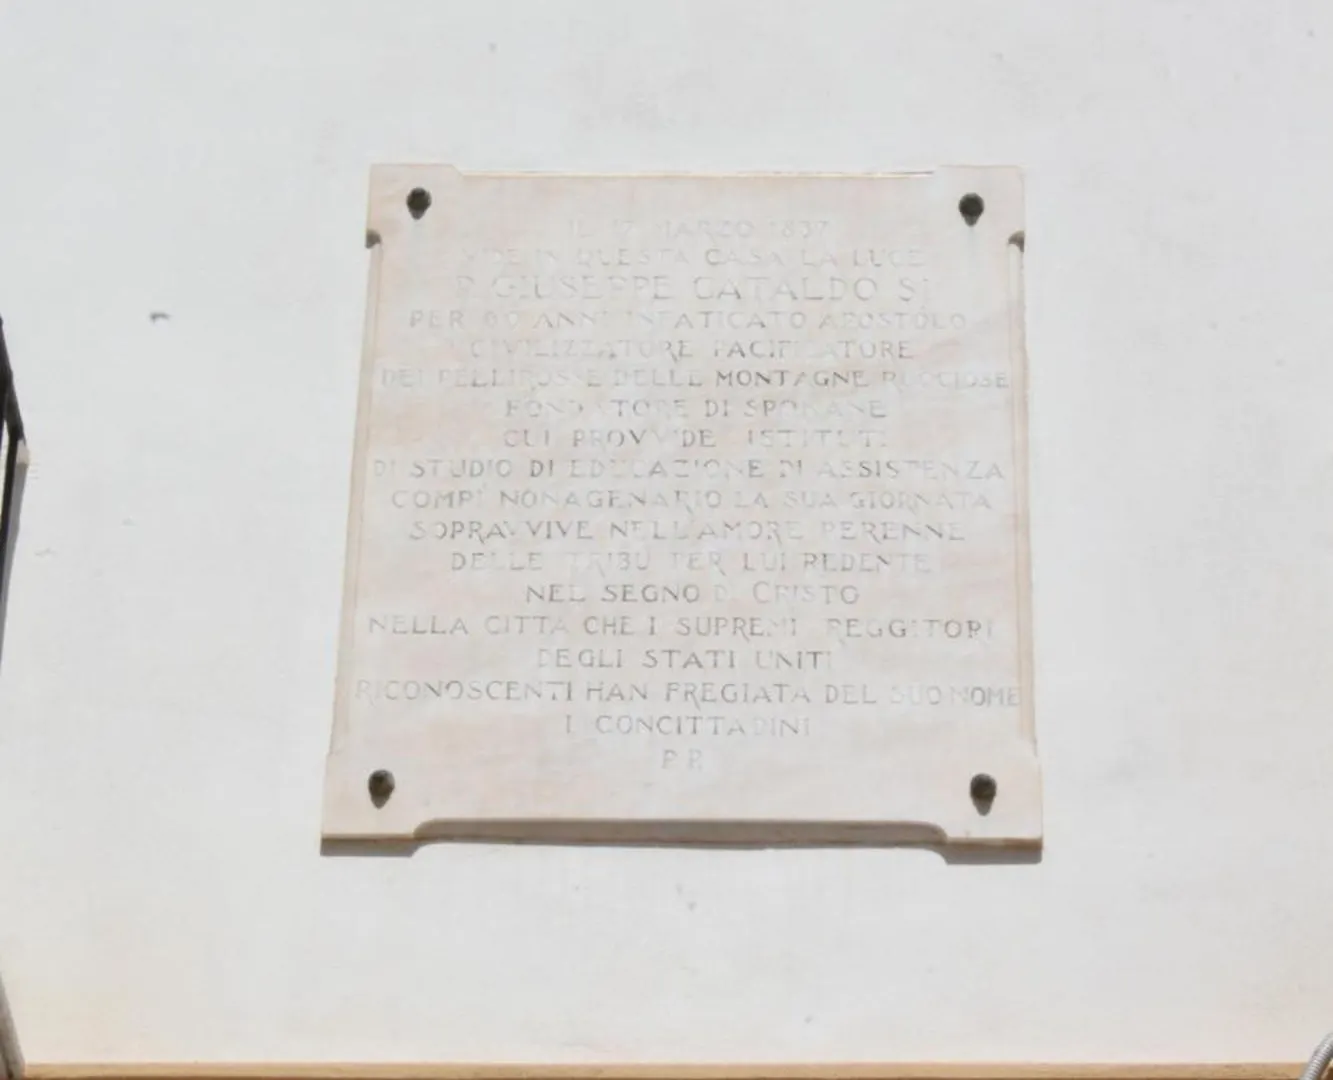 IL 17 MARZO 1837
VIDE IN QUESTA CASA LA LUCE
P. GIUSEPPE CATALDO SI
PER 60 ANNI INFATICATO APOSTOLO
CIVILIZZATORE PACIFICATORE
DEI PELLIROSSE DELLE MONTAGNE ROCCIOSE
FONDATORE DI SPOKANE
CUI PROVVIDE ISTITUTI
DI STUDIO DI EDUCAZIONE DI ASSISTENZA
COMPÌ NONAGENARIO LA SUA GIORNATA
SOPRAVVIVE NELL'AMORE PERENNE
DELLE TRIBÙ PER LUI REDENTE
NEL SEGNO DI CRISTO
NELLA CITTÀ CHE I SUPREMI REGGITORI
DEGLI STATI UNITI
RICONOSCENTI HAN FREGIATA DEL SUO NOME
I CONCITTADINI
P. P.